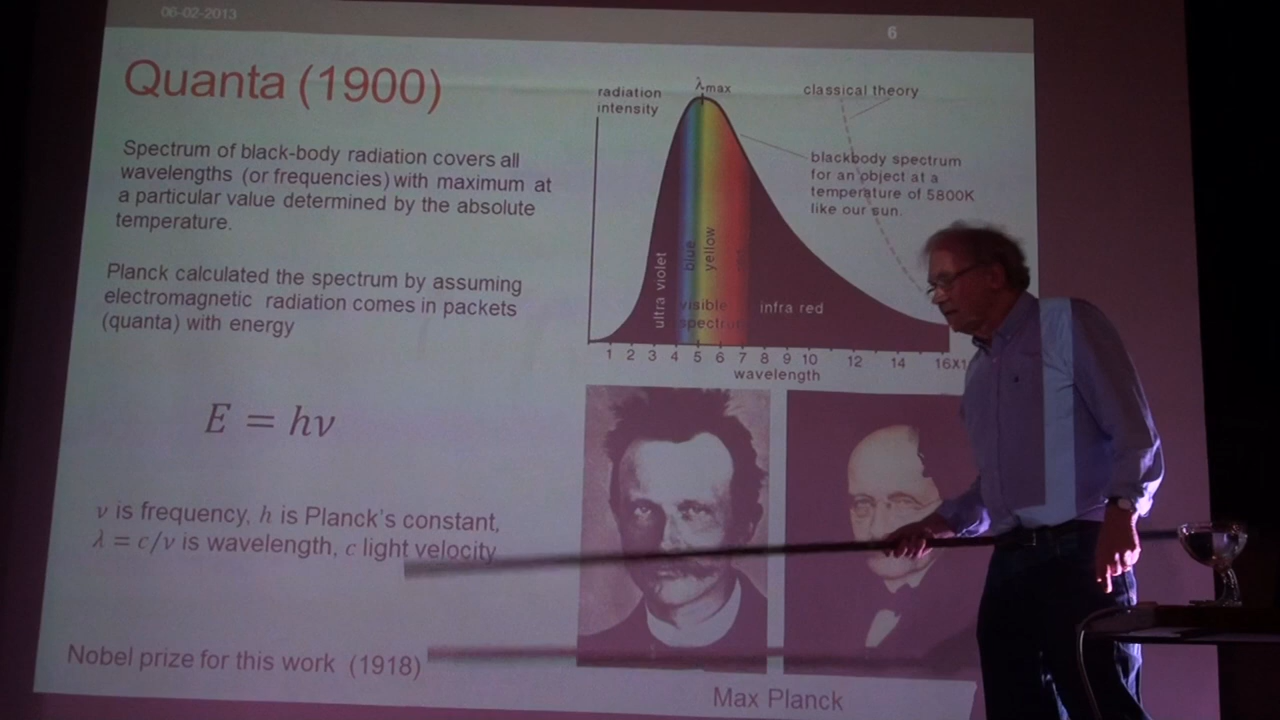 06-02-2013
6
Quanta (1900)
Spectrum of black-body radiation covers all
wavelengths (or frequencies) with maximum at
a particular value determined by the absolute
temperature.
Planck calculated the spectrum by assuming
electromagnetic radiation comes in packets
(quanta) with energy
E = hν
ν is frequency, h is Planck's constant,
λ = c/ν is wavelength, c light velocity
Nobel prize for this work (1918)
radiation
intensity
λmax
classical theory
blackbody spectrum
for an object at a
temperature of 5800K
like our sun.
ultra violet
blue
yellow
visible
spectrum
infra red
1 2 3 4 5 6 7 8 9 10 12 14 16X1
wavelength
Max Planck